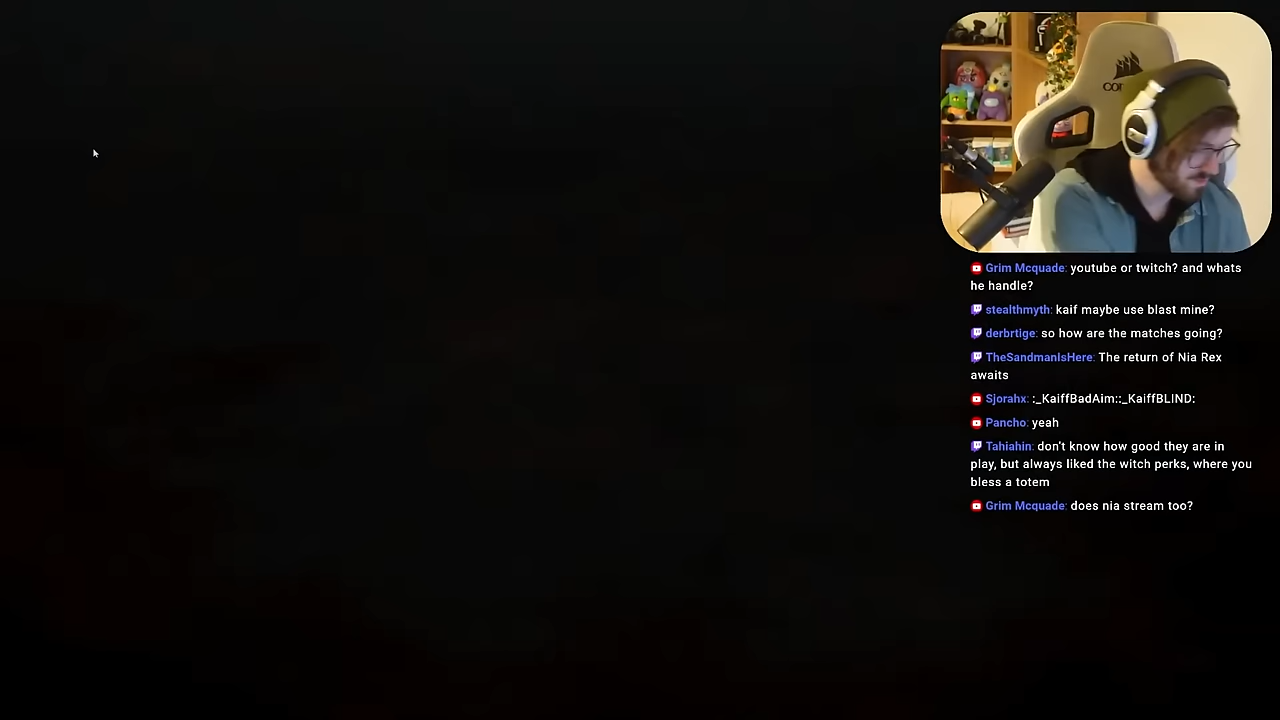 Grim Mcquade: youtube or twitch? and whats
he handle?
stealthmyth: kaif maybe use blast mine?
derbrtige: so how are the matches going?
TheSandmanIsHere: The return of Nia Rex
awaits
Sjorahx: :_KaiffBadAim::_KaiffBLIND:
Pancho: yeah
Tahiahin: don't know how good they are in
play, but always liked the witch perks, where you
bless a totem
Grim Mcquade: does nia stream too?